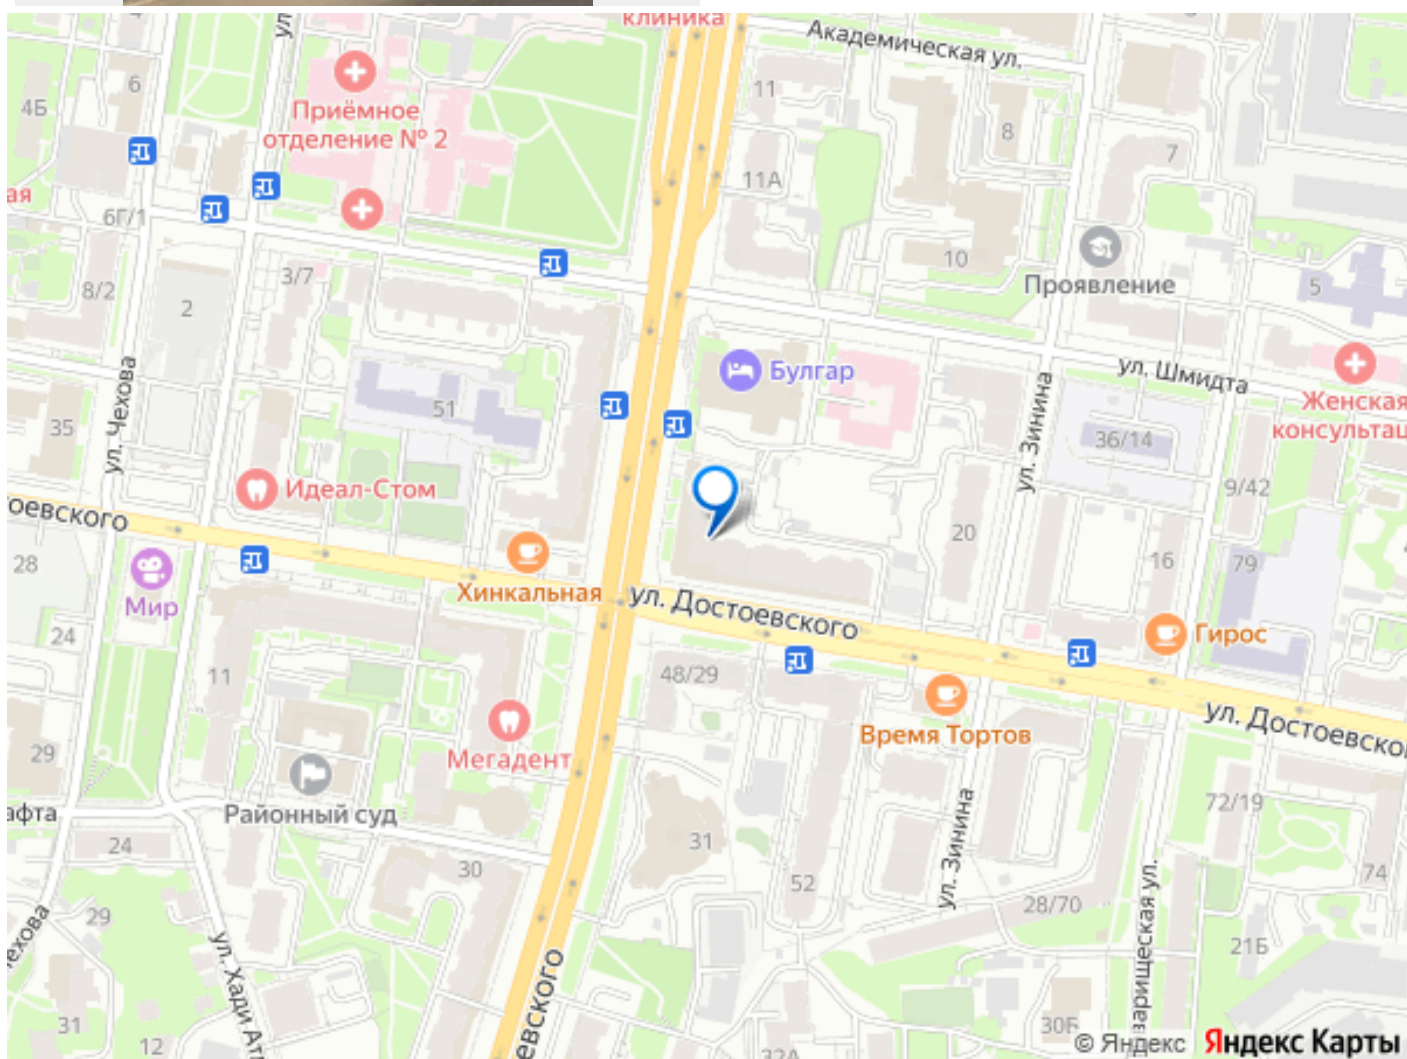 клиника
Академическая ул.
11
4Б
6
Приёмное
отделение № 2
8
7
11А
ая
6Г/1
10
Проявление
5
3/7
8/2
2
ул. Чехова
Булгар
ул. Шмидта
Женская
консультац
51
35
ул. Зинина
36/14
Идеал-Стом
9/42
оевского
20
28
16
79
Мир
Хинкальная
ул. Достоевского
Гирос
24
11
48/29
Время Тортов
ул. Достоевско
29
Мегадент
Районный суд
афта
72/19
24
31
74
30
52
ул. Зинина
28/70
29
ехова
ул. Хади Ат
21Б
варищеская ул.
евского
31
12
32А
30Б
© Яндекс Яндекс Карты